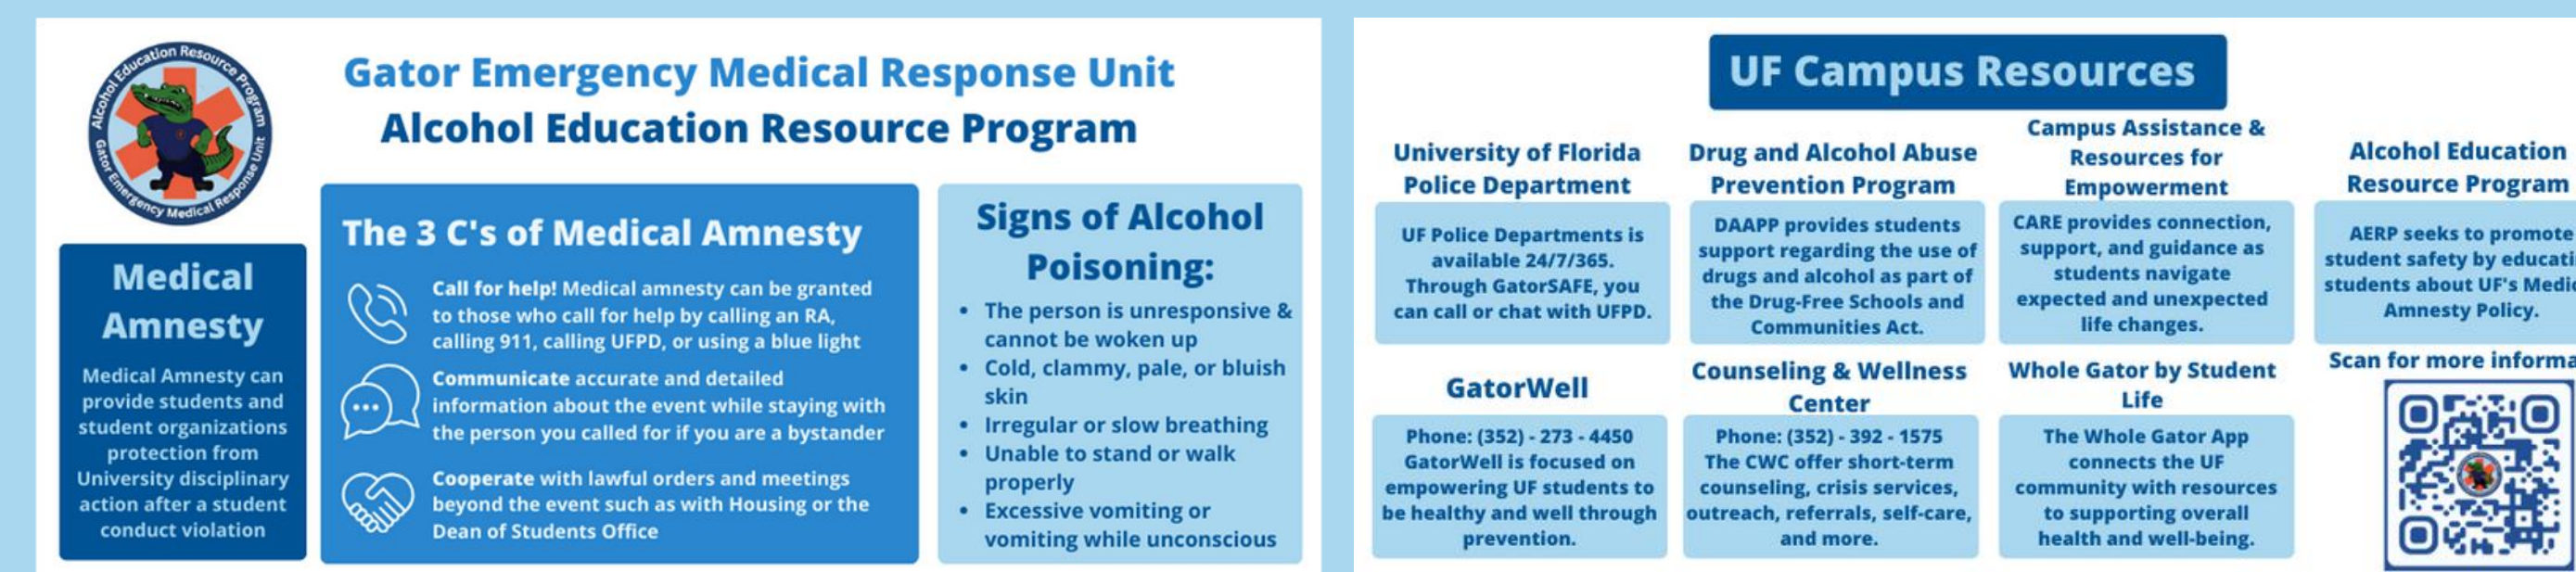 Alcohol Education Resource Program
Gator Emergency Medical Response Unit
Gator Emergency Medical Response Unit
Alcohol Education Resource Program
Medical
Amnesty
Medical Amnesty can
provide students and
student organizations
protection from
University disciplinary
action after a student
conduct violation
The 3 C's of Medical Amnesty
Call for help! Medical amnesty can be granted
to those who call for help by calling an RA,
calling 911, calling UFPD, or using a blue light
Communicate accurate and detailed
information about the event while staying with
the person you called for if you are a bystander
Cooperate with lawful orders and meetings
beyond the event such as with Housing or the
Dean of Students Office
Signs of Alcohol
Poisoning:
• The person is unresponsive &
cannot be woken up
• Cold, clammy, pale, or bluish
skin
• Irregular or slow breathing
• Unable to stand or walk
properly
• Excessive vomiting or
vomiting while unconscious
UF Campus Resources
University of Florida
Police Department
UF Police Departments is
available 24/7/365.
Through GatorSAFE, you
can call or chat with UFPD.
Drug and Alcohol Abuse
Prevention Program
DAAPP provides students
support regarding the use of
drugs and alcohol as part of
the Drug-Free Schools and
Communities Act.
Campus Assistance &
Resources for
Empowerment
CARE provides connection,
support, and guidance as
students navigate
expected and unexpected
life changes.
Alcohol Education
Resource Program
AERP seeks to promote
student safety by educati
students about UF's Medic
Amnesty Policy.
GatorWell
Phone: (352) - 273 - 4450
GatorWell is focused on
empowering UF students to
be healthy and well through
prevention.
Counseling & Wellness
Center
Phone: (352) - 392 - 1575
The CWC offer short-term
counseling, crisis services,
outreach, referrals, self-care,
and more.
Whole Gator by Student
Life
The Whole Gator App
connects the UF
community with resources
to supporting overall
health and well-being.
Scan for more informa